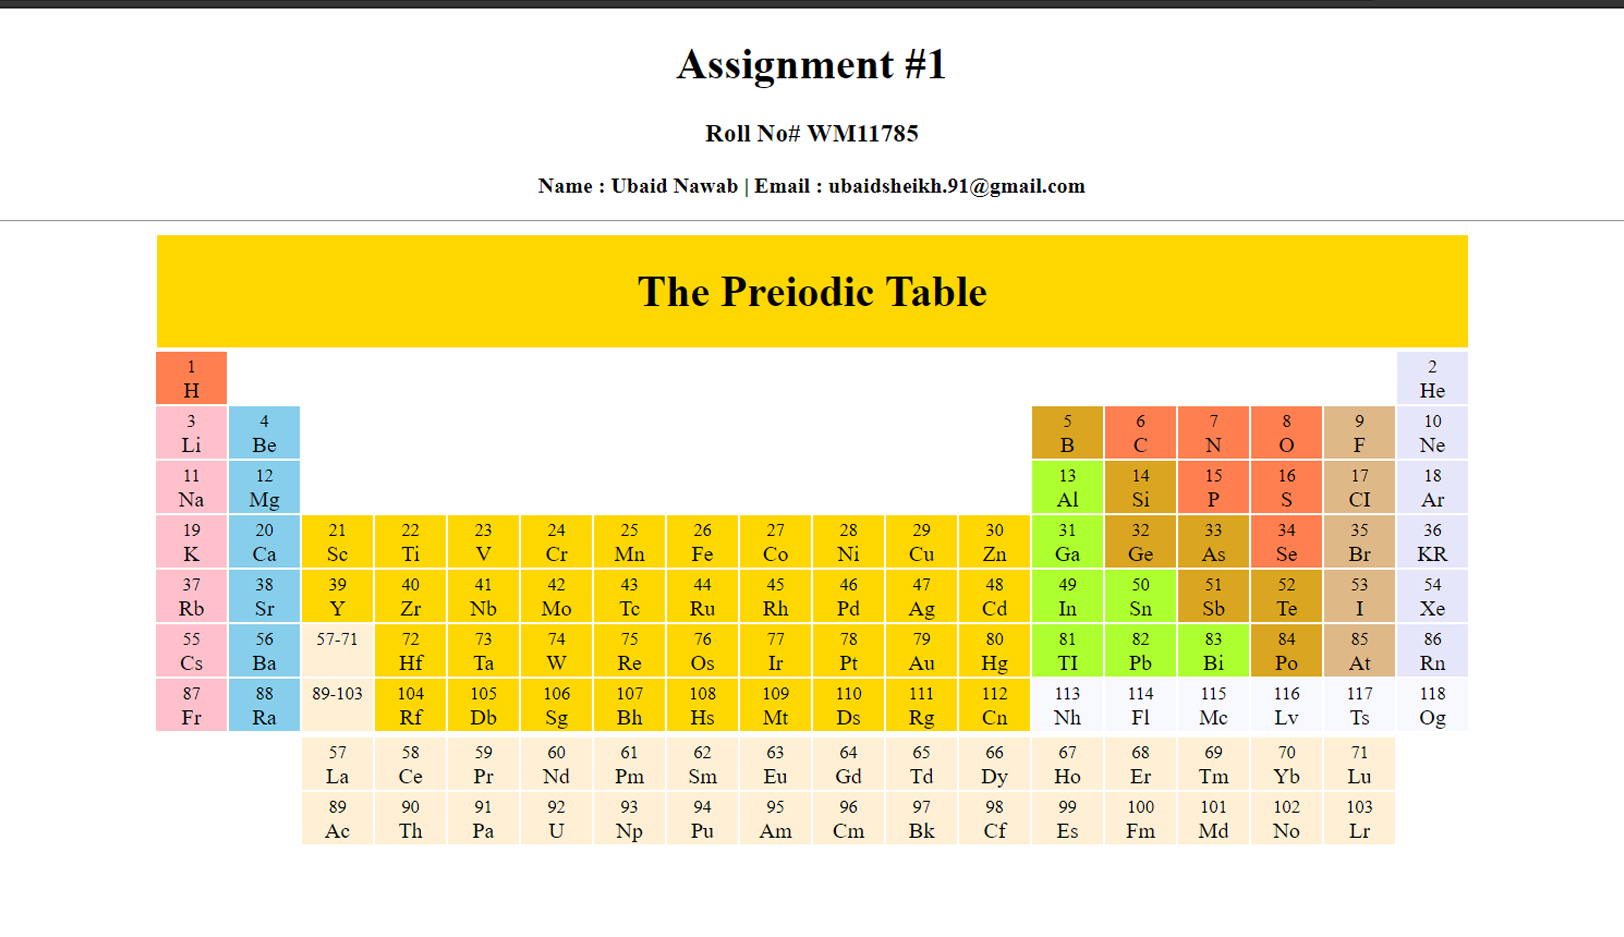 Assignment #1
Roll No# WM11785
Name : Ubaid Nawab | Email : ubaidsheikh.91@gmail.com
The Preiodic Table
1 2
H He
3 4 5 6 7 8 9 10
Li Be B C N O F Ne
11 12 13 14 15 16 17 18
Na Mg Al Si P S CI Ar
19 20 21 22 23 24 25 26 27 28 29 30 31 32 33 34 35 36
K Ca Sc Ti V Cr Mn Fe Co Ni Cu Zn Ga Ge As Se Br KR
37 38 39 40 41 42 43 44 45 46 47 48 49 50 51 52 53 54
Rb Sr Y Zr Nb Mo Tc Ru Rh Pd Ag Cd In Sn Sb Te I Xe
55 56 57-71 72 73 74 75 76 77 78 79 80 81 82 83 84 85 86
Cs Ba Hf Ta W Re Os Ir Pt Au Hg TI Pb Bi Po At Rn
87 88 89-103 104 105 106 107 108 109 110 111 112 113 114 115 116 117 118
Fr Ra Rf Db Sg Bh Hs Mt Ds Rg Cn Nh Fl Mc Lv Ts Og
57 58 59 60 61 62 63 64 65 66 67 68 69 70 71
La Ce Pr Nd Pm Sm Eu Gd Td Dy Ho Er Tm Yb Lu
89 90 91 92 93 94 95 96 97 98 99 100 101 102 103
Ac Th Pa U Np Pu Am Cm Bk Cf Es Fm Md No Lr